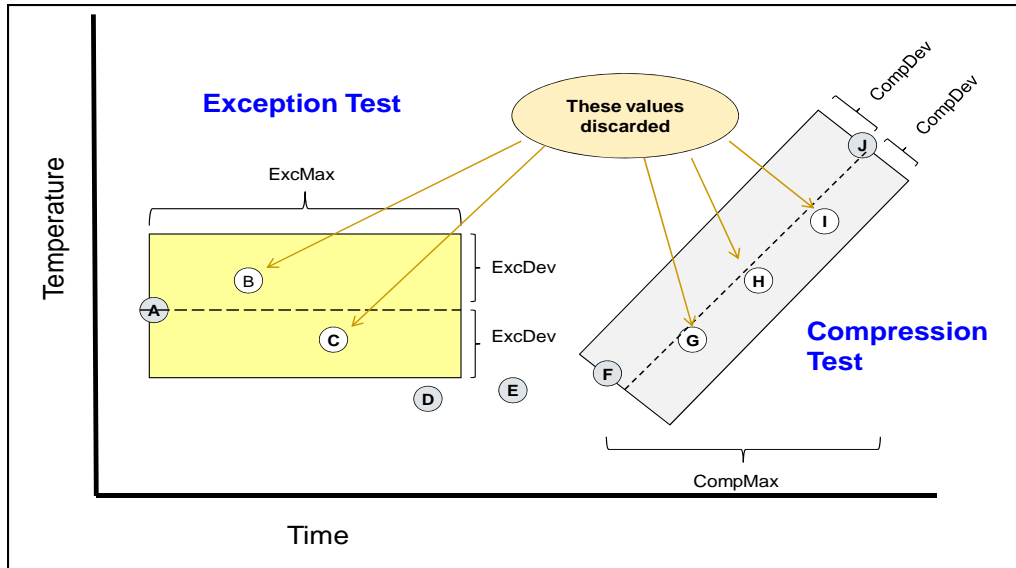 Exception Test
These values
discarded
CompDev
CompDev
ExcMax
Temperature
ExcDev
ExcDev
A
B
C
D
E
J
I
H
G
F
Compression
Test
CompMax
Time